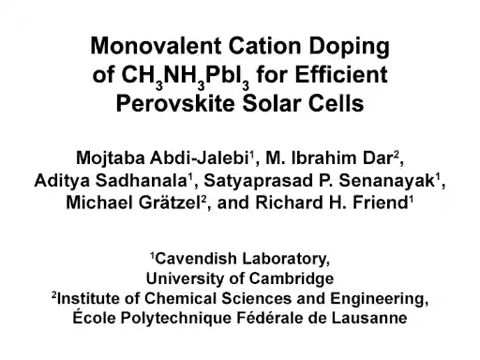 Monovalent Cation Doping
of CH₃NH₃PbI₃ for Efficient
Perovskite Solar Cells
Mojtaba Abdi-Jalebi¹, M. Ibrahim Dar²,
Aditya Sadhanala¹, Satyaprasad P. Senanayak¹,
Michael Grätzel², and Richard H. Friend¹
¹Cavendish Laboratory,
University of Cambridge
²Institute of Chemical Sciences and Engineering,
École Polytechnique Fédérale de Lausanne